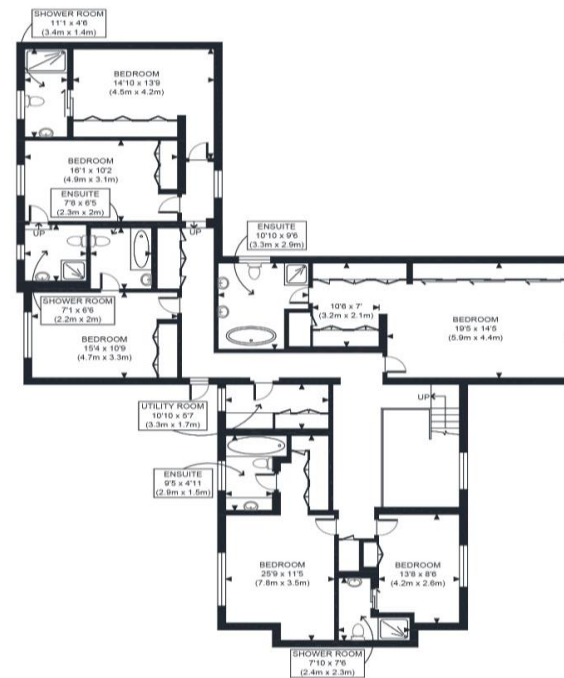 SHOWER ROOM
11'1 x 4'6
(3.4m x 1.4m)
BEDROOM
14'10 x 13'9
(4.5m x 4.2m)
BEDROOM
16'1 x 10'2
(4.9m x 3.1m)
ENSUITE
7'6 x 6'5
(2.3m x 2m)
UP
UP
ENSUITE
10'10 x 9'6
(3.3m x 2.9m)
SHOWER ROOM
7'1 x 6'6
(2.2m x 2m)
10'6 x 7'
(3.2m x 2.1m)
BEDROOM
19'5 x 14'5
(5.9m x 4.4m)
BEDROOM
15'4 x 10'9
(4.7m x 3.3m)
UP
UTILITY ROOM
10'10 x 5'7
(3.3m x 1.7m)
ENSUITE
9'5 x 4'11
(2.9m x 1.5m)
BEDROOM
25'9 x 11'5
(7.8m x 3.5m)
BEDROOM
13'8 x 8'6
(4.2m x 2.6m)
SHOWER ROOM
7'10 x 7'6
(2.4m x 2.3m)